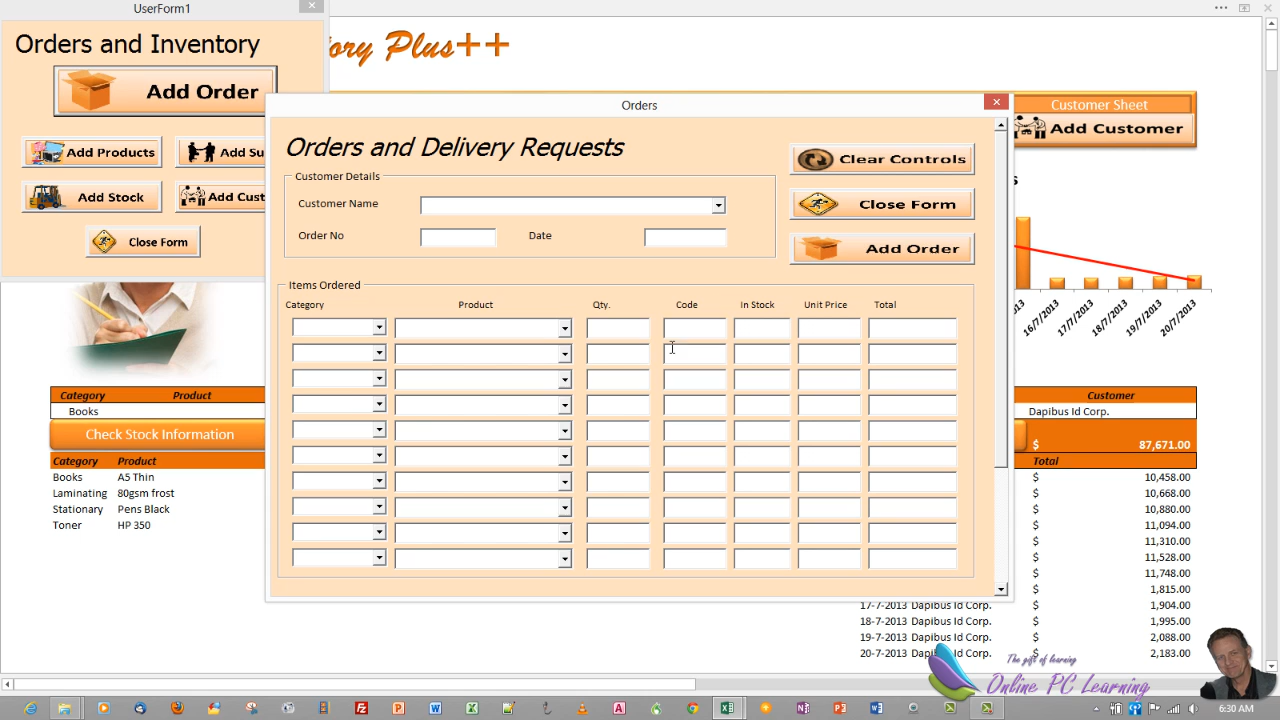 UserForm1
Orders and Inventory
ory Plus++
Add Order
Add Products
Add Su
Add Stock
Add Cust
Close Form
Customer Sheet
Add Customer
Orders
Orders and Delivery Requests
Clear Controls
Close Form
Add Order
Customer Details
Customer Name
Order No
Date
Items Ordered
Category Product Qty. Code In Stock Unit Price Total
16/7/2013 17/7/2013 18/7/2013 19/7/2013 20/7/2013
Category Product
Books
Check Stock Information
Category Product
Books A5 Thin
Laminating 80gsm frost
Stationary Pens Black
Toner HP 350
Customer
Dapibus Id Corp.
$ 87,671.00
Total
$ 10,458.00
$ 10,668.00
$ 10,880.00
$ 11,094.00
$ 11,310.00
$ 11,528.00
$ 11,748.00
$ 1,815.00
17-7-2013 Dapibus Id Corp. $ 1,904.00
18-7-2013 Dapibus Id Corp. $ 1,995.00
19-7-2013 Dapibus Id Corp. $ 2,088.00
20-7-2013 Dapibus Id Corp. $ 2,183.00
The gift of learning
Online PC Learning
6:30 AM